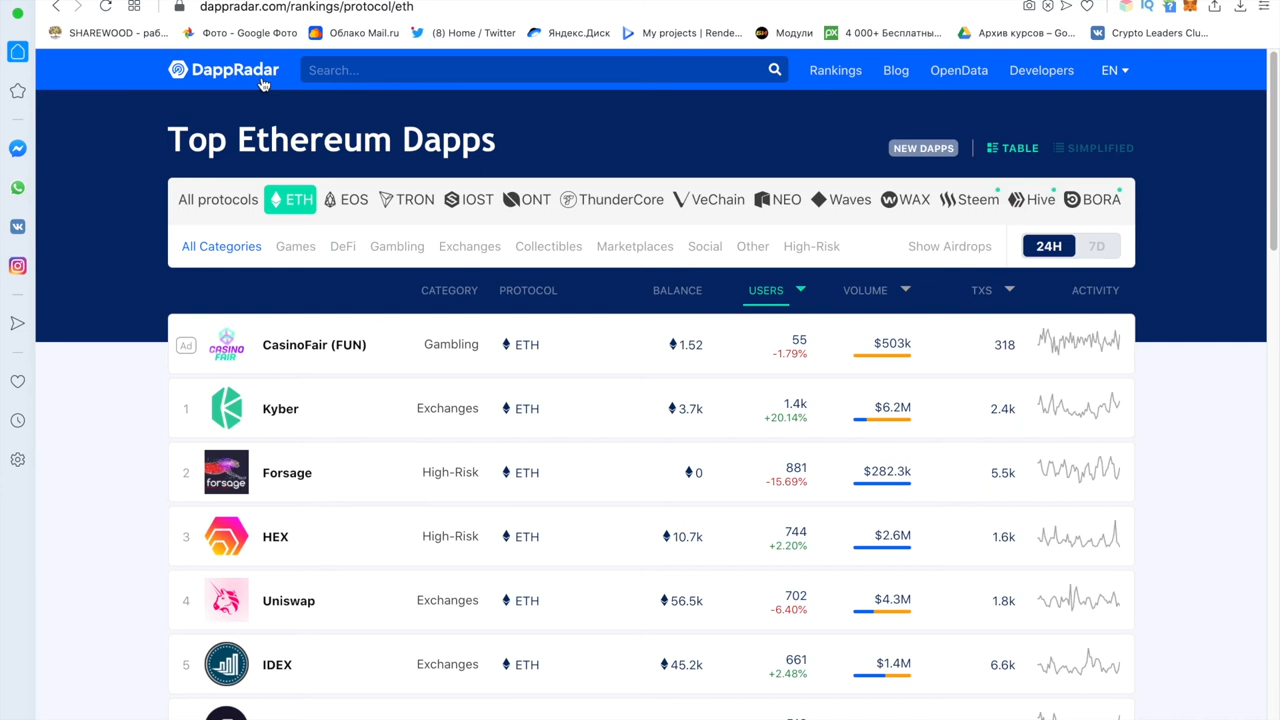 dappradar.com/rankings/protocol/eth
SHAREWOOD - раб... Фото - Google Фото Облако Mail.ru (8) Home / Twitter Яндекс.Диск My projects | Rende... Модули 4 000+ Бесплатны... Архив курсов – Go... Crypto Leaders Clu...
DappRadar Search... Rankings Blog OpenData Developers EN
Top Ethereum Dapps
NEW DAPPS TABLE SIMPLIFIED
All protocols ETH EOS TRON IOST ONT ThunderCore VeChain NEO Waves WAX Steem Hive BORA
All Categories Games DeFi Gambling Exchanges Collectibles Marketplaces Social Other High-Risk Show Airdrops 24H 7D
CATEGORY PROTOCOL BALANCE USERS VOLUME TXS ACTIVITY
Ad CASINO FAIR CasinoFair (FUN) Gambling ETH 1.52 55 $503k 318
-1.79%
1 Kyber Exchanges ETH 3.7k 1.4k $6.2M 2.4k
+20.14%
2 forsage Forsage High-Risk ETH 0 881 $282.3k 5.5k
-15.69%
3 HEX High-Risk ETH 10.7k 744 $2.6M 1.6k
+2.20%
4 Uniswap Exchanges ETH 56.5k 702 $4.3M 1.8k
-6.40%
5 IDEX Exchanges ETH 45.2k 661 $1.4M 6.6k
+2.48%